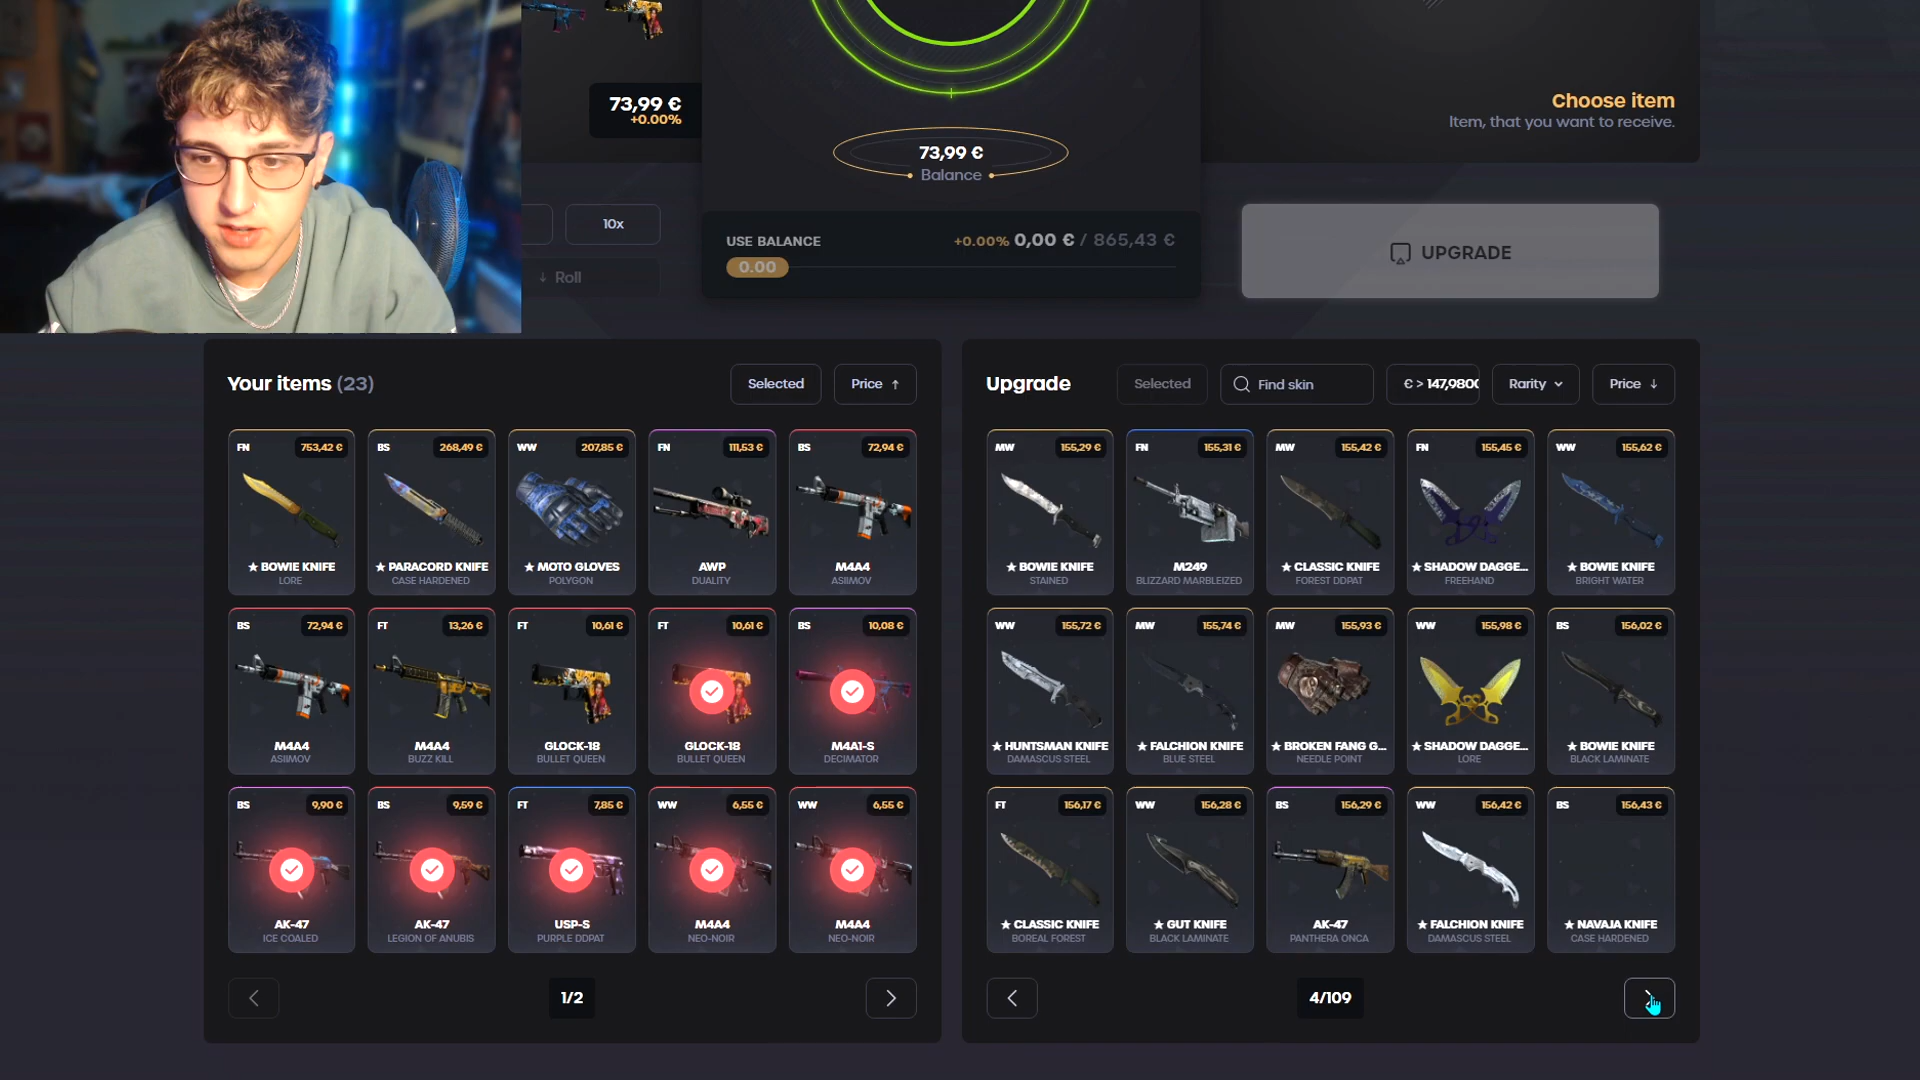 73,99 €
+0.00%
73,99 €
Balance
Choose item
Item, that you want to receive.
10x
Roll
USE BALANCE
+0.00% 0,00 € / 865,43 €
0.00
UPGRADE
Your items (23)
Selected
Price
FN 753,42 €
★ BOWIE KNIFE
LORE
BS 268,49 €
★ PARACORD KNIFE
CASE HARDENED
WW 207,85 €
★ MOTO GLOVES
POLYGON
FN 111,53 €
AWP
DUALITY
BS 72,94 €
M4A4
ASIIMOV
BS 72,94 €
M4A4
ASIIMOV
FT 13,26 €
M4A4
BUZZ KILL
FT 10,61 €
GLOCK-18
BULLET QUEEN
FT 10,61 €
GLOCK-18
BULLET QUEEN
BS 10,08 €
M4A1-S
DECIMATOR
BS 9,90 €
AK-47
ICE COALED
BS 9,59 €
AK-47
LEGION OF ANUBIS
FT 7,85 €
USP-S
PURPLE DDPAT
WW 6,55 €
M4A4
NEO-NOIR
WW 6,55 €
M4A4
NEO-NOIR
1/2
Upgrade
Selected
Find skin
€ > 147,980
Rarity
Price
MW 155,29 €
★ BOWIE KNIFE
STAINED
FN 155,31 €
M249
BLIZZARD MARBLEIZED
MW 155,42 €
★ CLASSIC KNIFE
FOREST DDPAT
FN 155,45 €
★ SHADOW DAGGE...
FREEHAND
WW 155,62 €
★ BOWIE KNIFE
BRIGHT WATER
WW 155,72 €
★ HUNTSMAN KNIFE
DAMASCUS STEEL
MW 155,74 €
★ FALCHION KNIFE
BLUE STEEL
MW 155,93 €
★ BROKEN FANG G...
NEEDLE POINT
WW 155,98 €
★ SHADOW DAGGE...
LORE
BS 156,02 €
★ BOWIE KNIFE
BLACK LAMINATE
FT 156,17 €
★ CLASSIC KNIFE
BOREAL FOREST
WW 156,28 €
★ GUT KNIFE
BLACK LAMINATE
BS 156,29 €
AK-47
PANTHERA ONCA
WW 156,42 €
★ FALCHION KNIFE
DAMASCUS STEEL
BS 156,43 €
★ NAVAJA KNIFE
CASE HARDENED
4/109